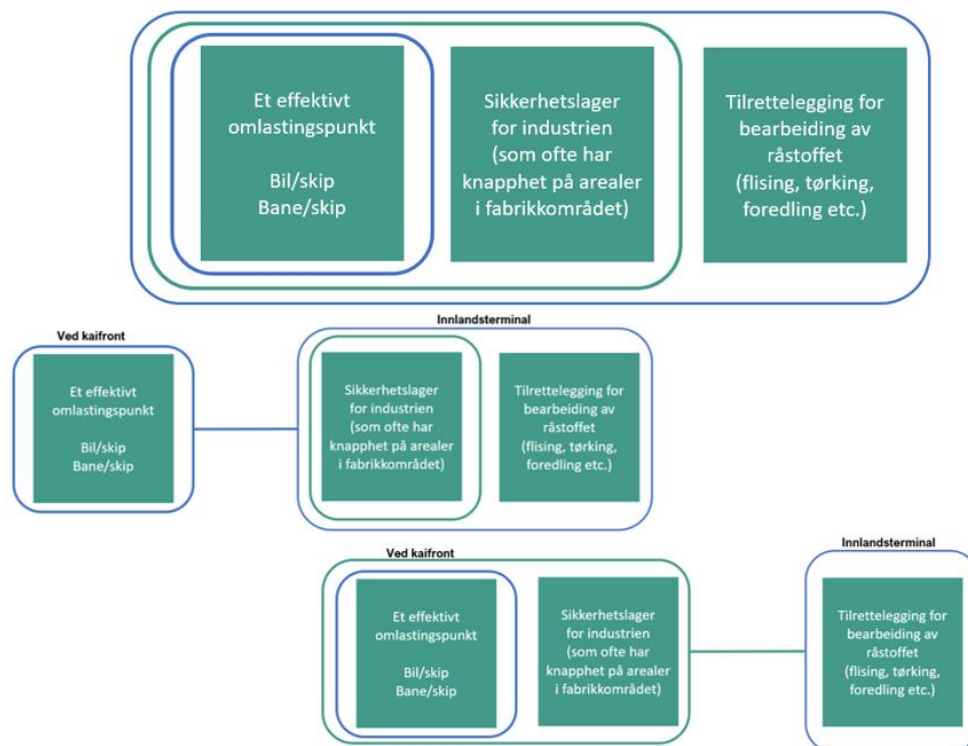 Et effektivt
omlastingspunkt
Bil/skip
Bane/skip
Sikkerhetslager
for industrien
(som ofte har
knapphet på arealer
i fabrikkområdet)
Tilrettelegging for
bearbeiding av
råstoffet
(flising, tørking,
foredling etc.)
Ved kaifront
Et effektivt
omlastingspunkt
Bil/skip
Bane/skip
Innlandsterminal
Sikkerhetslager
for industrien
(som ofte har
knapphet på arealer
i fabrikkområdet)
Tilrettelegging for
bearbeiding av
råstoffet
(flising, tørking,
foredling etc.)
Ved kaifront
Et effektivt
omlastingspunkt
Bil/skip
Bane/skip
Sikkerhetslager
for industrien
(som ofte har
knapphet på arealer
i fabrikkområdet)
Innlandsterminal
Tilrettelegging for
bearbeiding av
råstoffet
(flising, tørking,
foredling etc.)